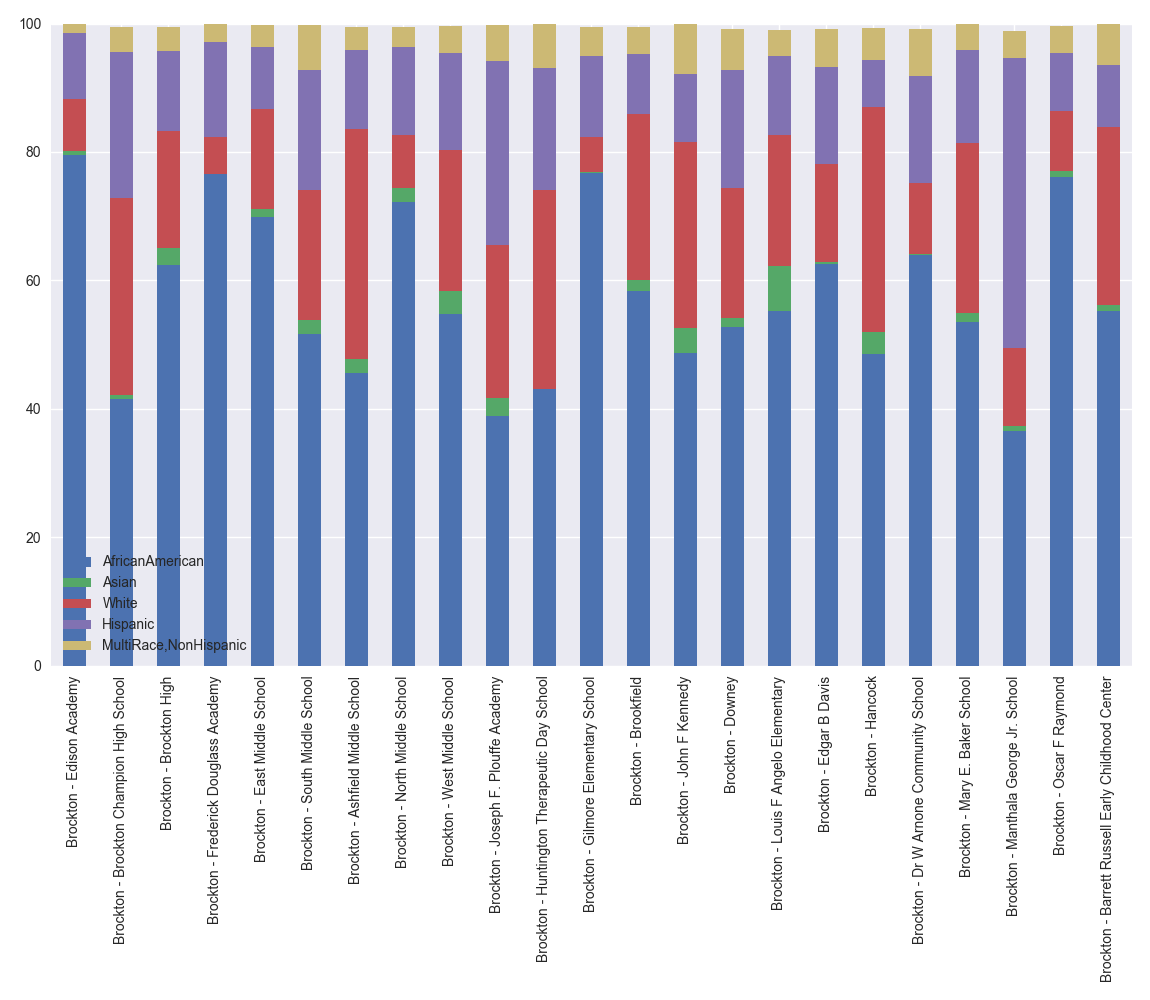 100
80
60
40
20
0
AfricanAmerican
Asian
White
Hispanic
MultiRace,NonHispanic
Brockton - Edison Academy
Brockton - Brockton Champion High School
Brockton - Brockton High
Brockton - Frederick Douglass Academy
Brockton - East Middle School
Brockton - South Middle School
Brockton - Ashfield Middle School
Brockton - North Middle School
Brockton - West Middle School
Brockton - Joseph F. Plouffe Academy
Brockton - Huntington Therapeutic Day School
Brockton - Gilmore Elementary School
Brockton - Brookfield
Brockton - John F Kennedy
Brockton - Downey
Brockton - Louis F Angelo Elementary
Brockton - Edgar B Davis
Brockton - Hancock
Brockton - Dr W Arnone Community School
Brockton - Mary E. Baker School
Brockton - Manthala George Jr. School
Brockton - Oscar F Raymond
Brockton - Barrett Russell Early Childhood Center